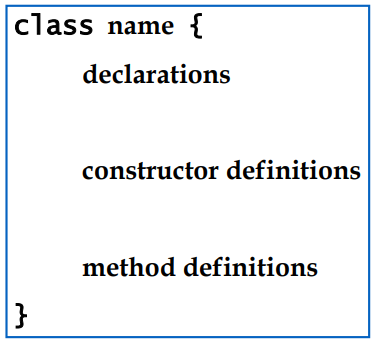 class name {
declarations
constructor definitions
method definitions
}